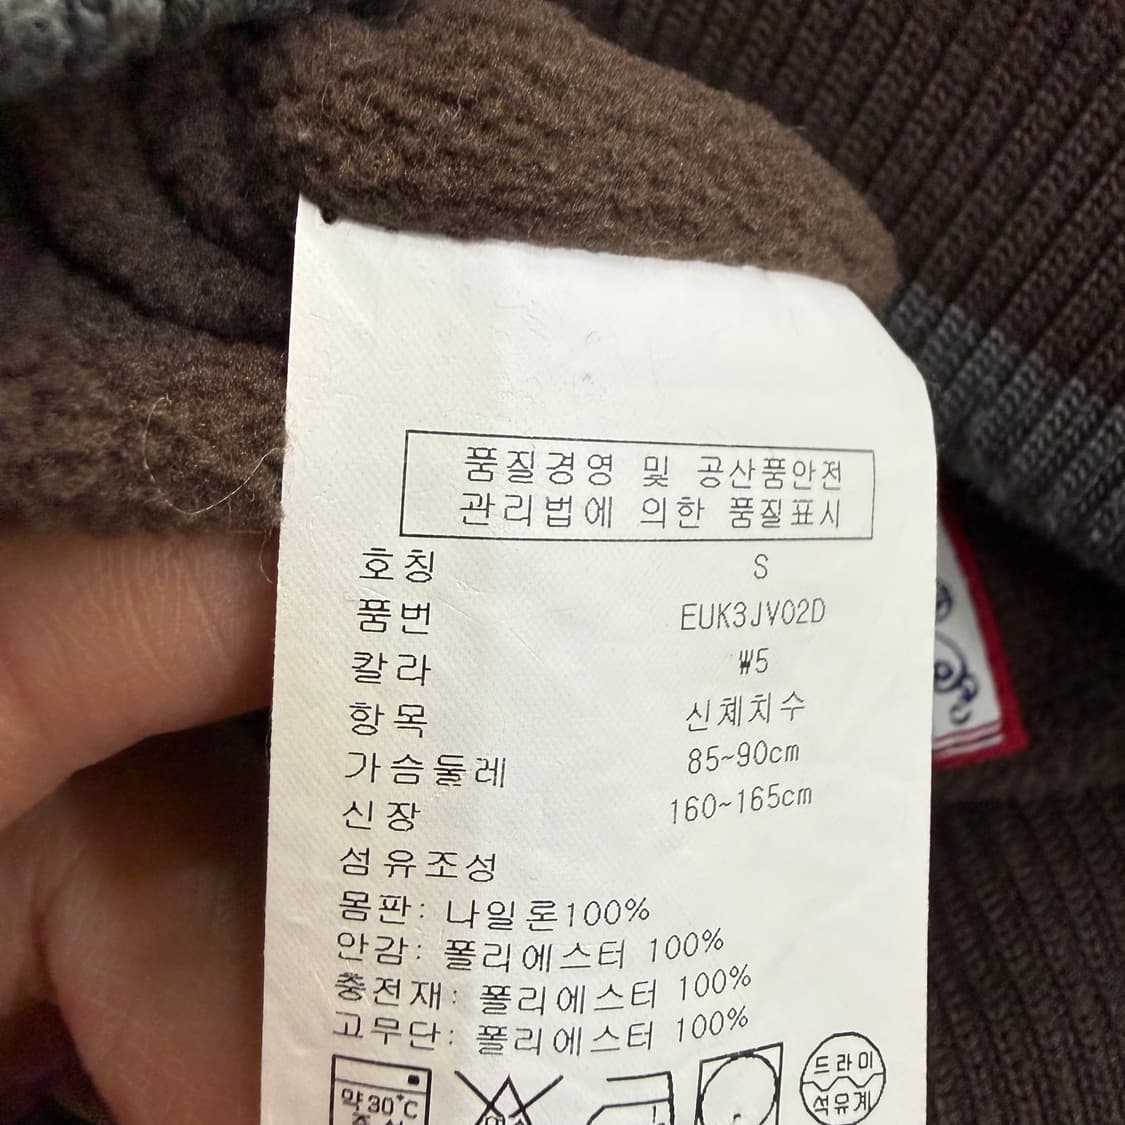 품질경영 및 공산품안전
관리법에 의한 품질표시
호칭 S
품번 EUK3JV02D
칼라 ₩5
항목 신체치수
가슴둘레 85~90cm
신장 160~165cm
섬유조성
몸판: 나일론100%
안감: 폴리에스터 100%
충전재: 폴리에스터 100%
고무단: 폴리에스터 100%
약30°C
드라이
석유계